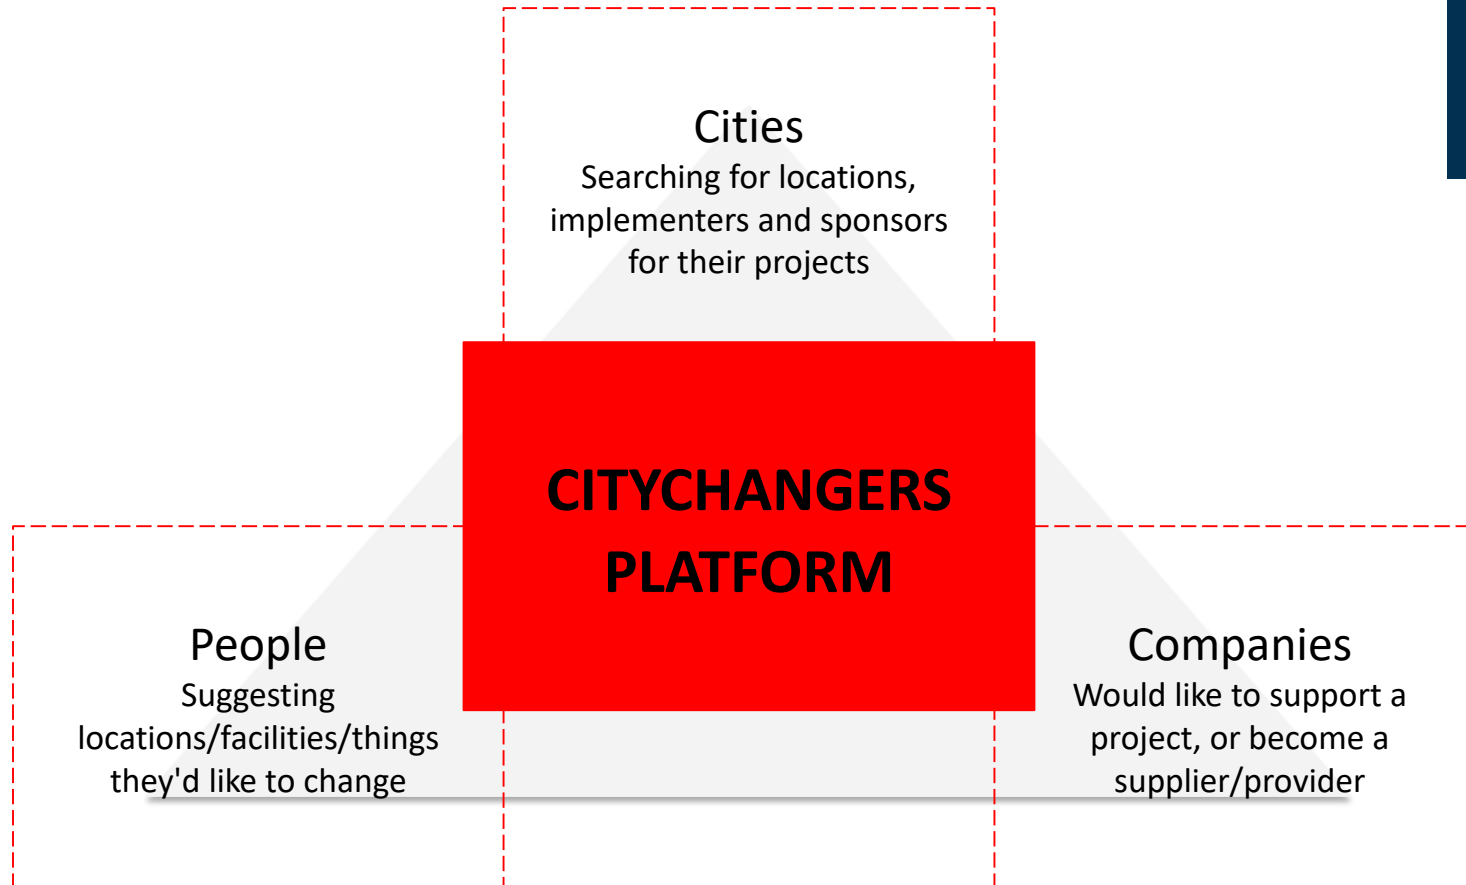 Cities
Searching for locations,
implementers and sponsors
for their projects
CITYCHANGERS
PLATFORM
People
Suggesting
locations/facilities/things
they'd like to change
Companies
Would like to support a
project, or become a
supplier/provider